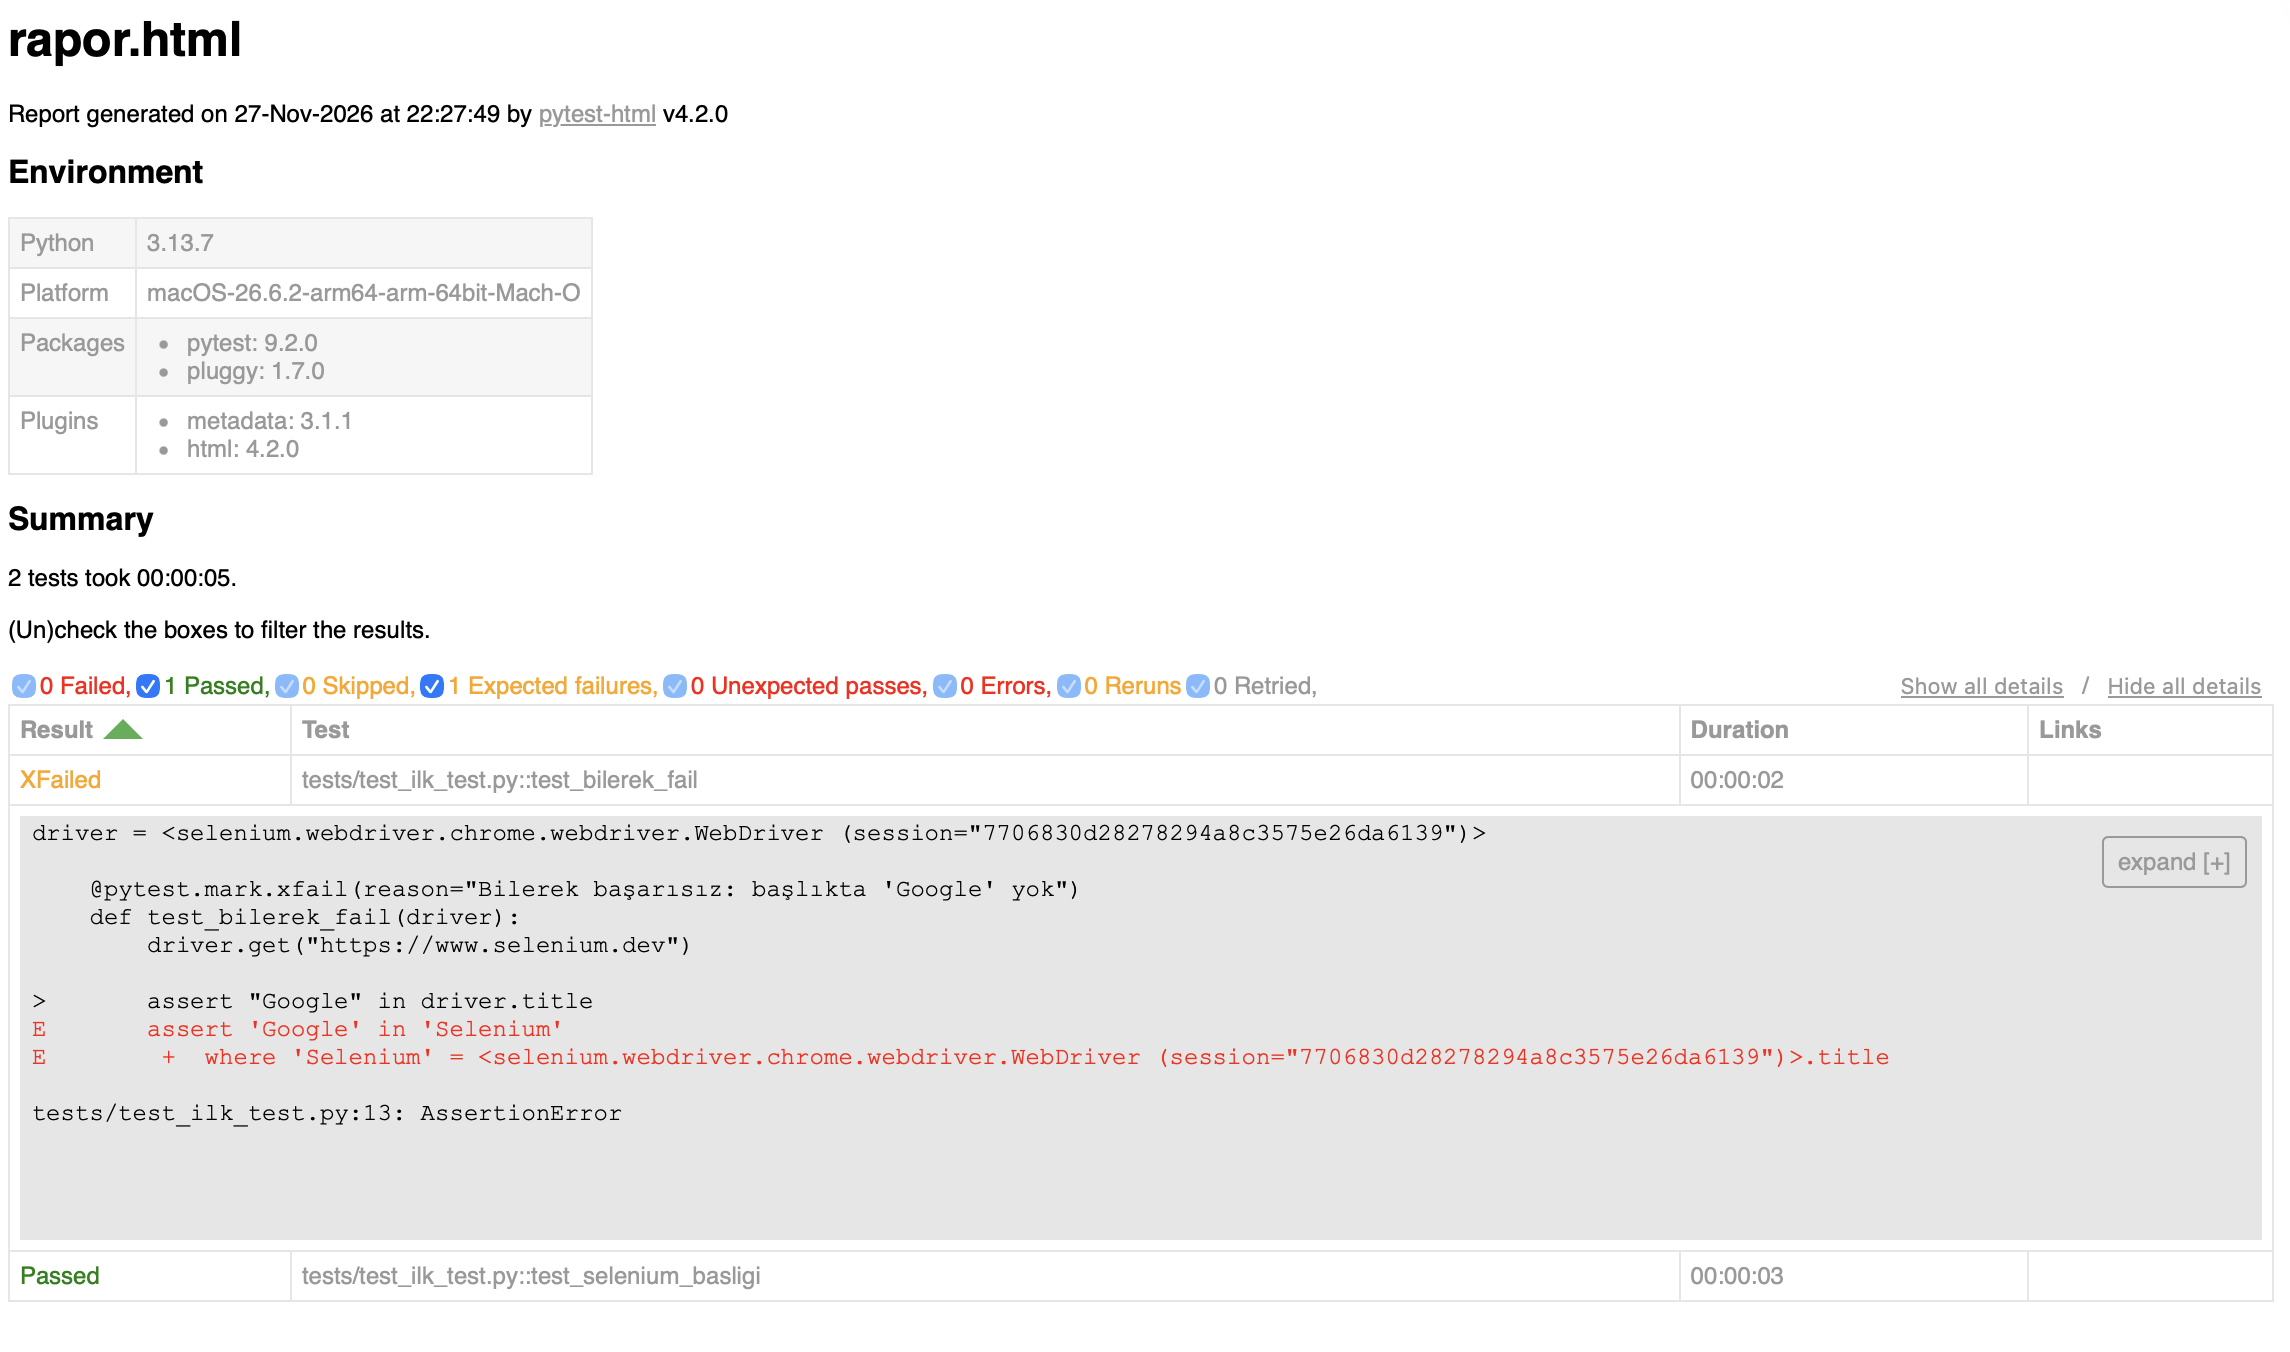 rapor.html
Report generated on 27-Nov-2026 at 22:27:49 by pytest-html v4.2.0
Environment
Python 3.13.7
Platform macOS-26.6.2-arm64-arm-64bit-Mach-O
Packages
pytest: 9.2.0
pluggy: 1.7.0
Plugins
metadata: 3.1.1
html: 4.2.0
Summary
2 tests took 00:00:05.
(Un)check the boxes to filter the results.
0 Failed, 1 Passed, 0 Skipped, 1 Expected failures, 0 Unexpected passes, 0 Errors, 0 Reruns 0 Retried, Show all details / Hide all details
Result Test Duration Links
XFailed tests/test_ilk_test.py::test_bilerek_fail 00:00:02
driver = <selenium.webdriver.chrome.webdriver.WebDriver (session="7706830d28278294a8c3575e26da6139")>
expand [+]
@pytest.mark.xfail(reason="Bilerek başarısız: başlıkta 'Google' yok")
def test_bilerek_fail(driver):
driver.get("https://www.selenium.dev")
> assert "Google" in driver.title
E assert 'Google' in 'Selenium'
E + where 'Selenium' = <selenium.webdriver.chrome.webdriver.WebDriver (session="7706830d28278294a8c3575e26da6139")>.title
tests/test_ilk_test.py:13: AssertionError
Passed tests/test_ilk_test.py::test_selenium_basligi 00:00:03